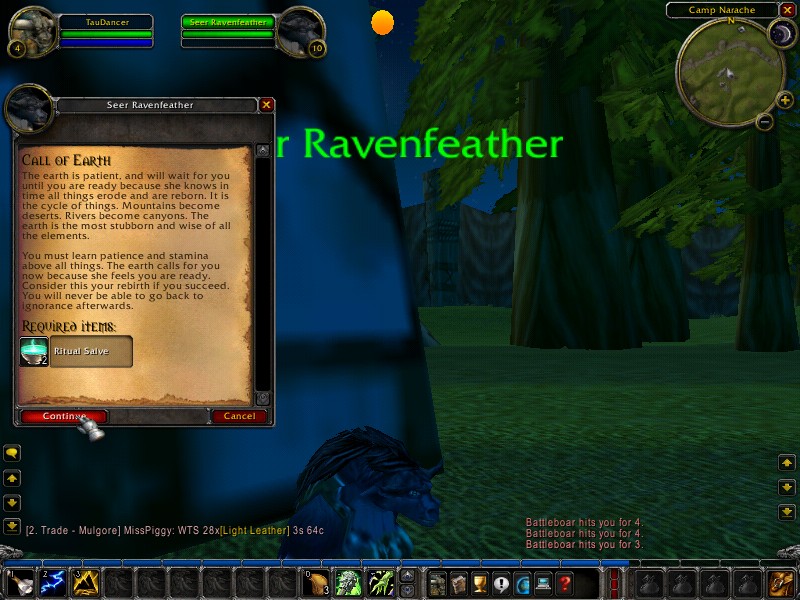 TauDancer
4
Seer Ravenfeather
10
Camp Narache
N
Seer Ravenfeather
r Ravenfeather
Call of Earth
The earth is patient, and will wait for you
until you are ready because she knows in
time all things erode and are reborn. It is
the cycle of things. Mountains become
deserts. Rivers become canyons. The
earth is the most stubborn and wise of all
the elements.
You must learn patience and stamina
above all things. The earth calls for you
now because she feels you are ready.
Consider this your rebirth if you succeed.
You will never be able to go back to
ignorance afterwards.
Required items:
2
Ritual Salve
Continue
Cancel
[2. Trade - Mulgore] MissPiggy: WTS 28x[Light Leather] 3s 64c
Battleboar hits you for 4.
Battleboar hits you for 4.
Battleboar hits you for 3.
1
2
3
0
3